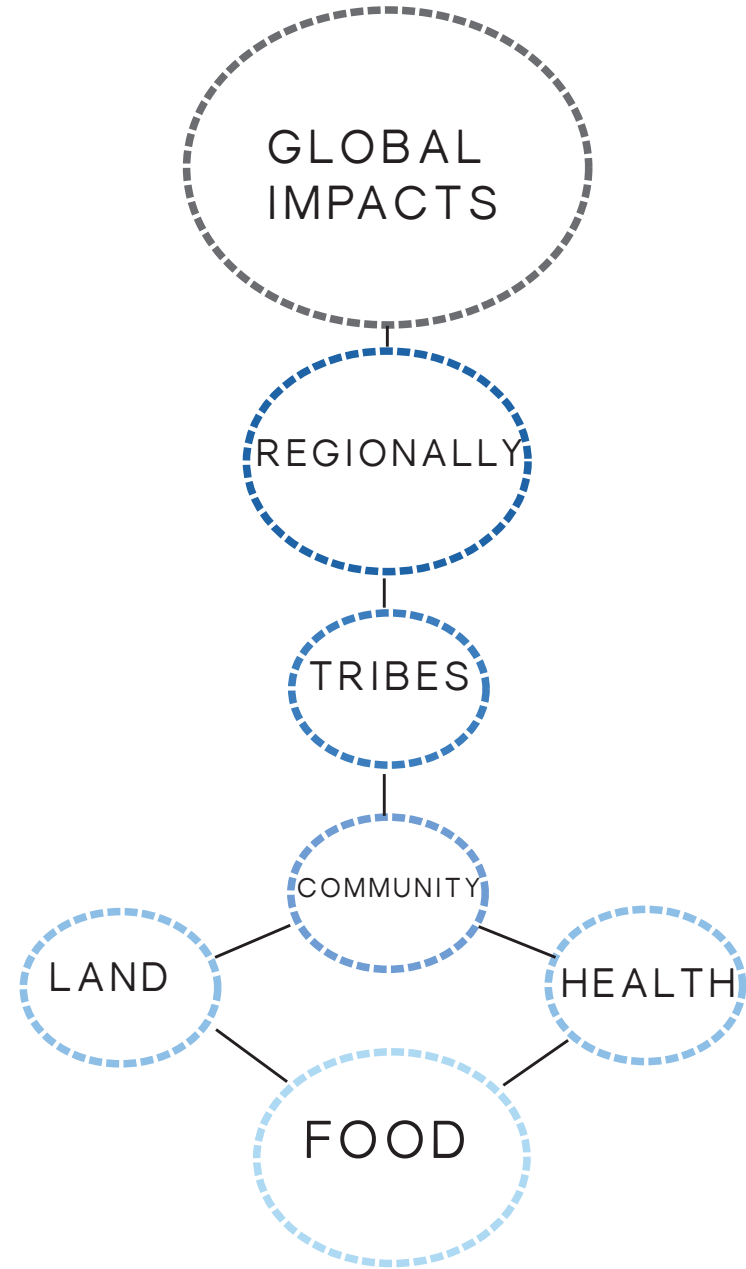 GLOBAL
IMPACTS
REGIONALLY
TRIBES
COMMUNITY
LAND
HEALTH
FOOD